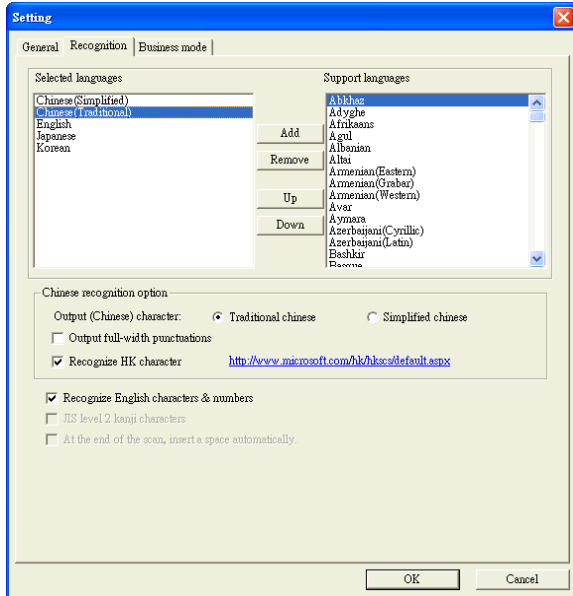 Setting
General Recognition Business mode
Selected languages
Support languages
Chinese(Simplified)
Chinese(Traditional)
English
Japanese
Korean
Add
Remove
Up
Down
Abkhaz
Adyghe
Afrikaans
Agul
Albanian
Altai
Armenian(Eastern)
Armenian(Grabar)
Armenian(Western)
Avar
Aymara
Azerbaijani(Cyrillic)
Azerbaijani(Latin)
Bashkir
Basque
Chinese recognition option
Output (Chinese) character: Traditional chinese Simplified chinese
Output full-width punctuations
Recognize HK character http://www.microsoft.com/hk/hkscs/default.aspx
Recognize English characters & numbers
JIS level 2 kanji characters
At the end of the scan, insert a space automatically.
OK Cancel